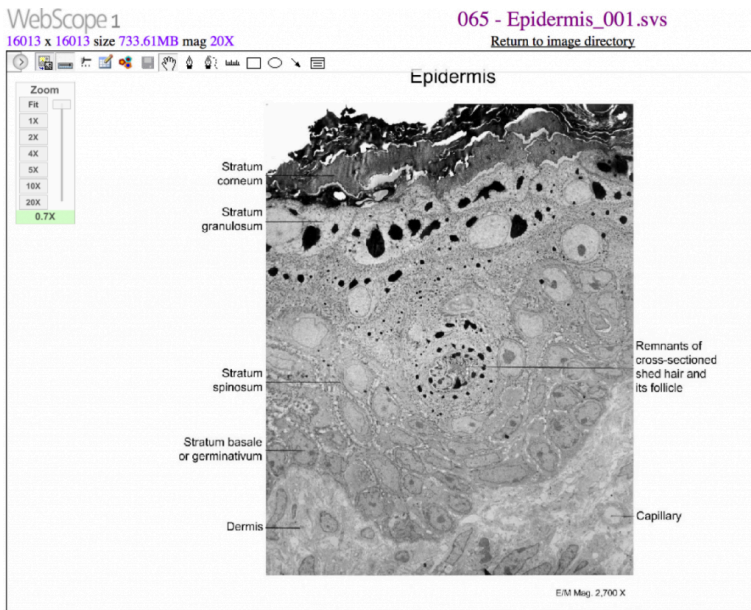 WebScope 1
065 - Epidermis_001.svs
16013 x 16013 size 733.61MB mag 20X
Return to image directory
Zoom
Fit
1X
2X
4X
5X
10X
20X
0.7X
Epidermis
Stratum
corneum
Stratum
granulosum
Remnants of
cross-sectioned
shed hair and
its follicle
Stratum
spinosum
Stratum basale
or germinativum
Capillary
Dermis
E/M Mag. 2,700 X